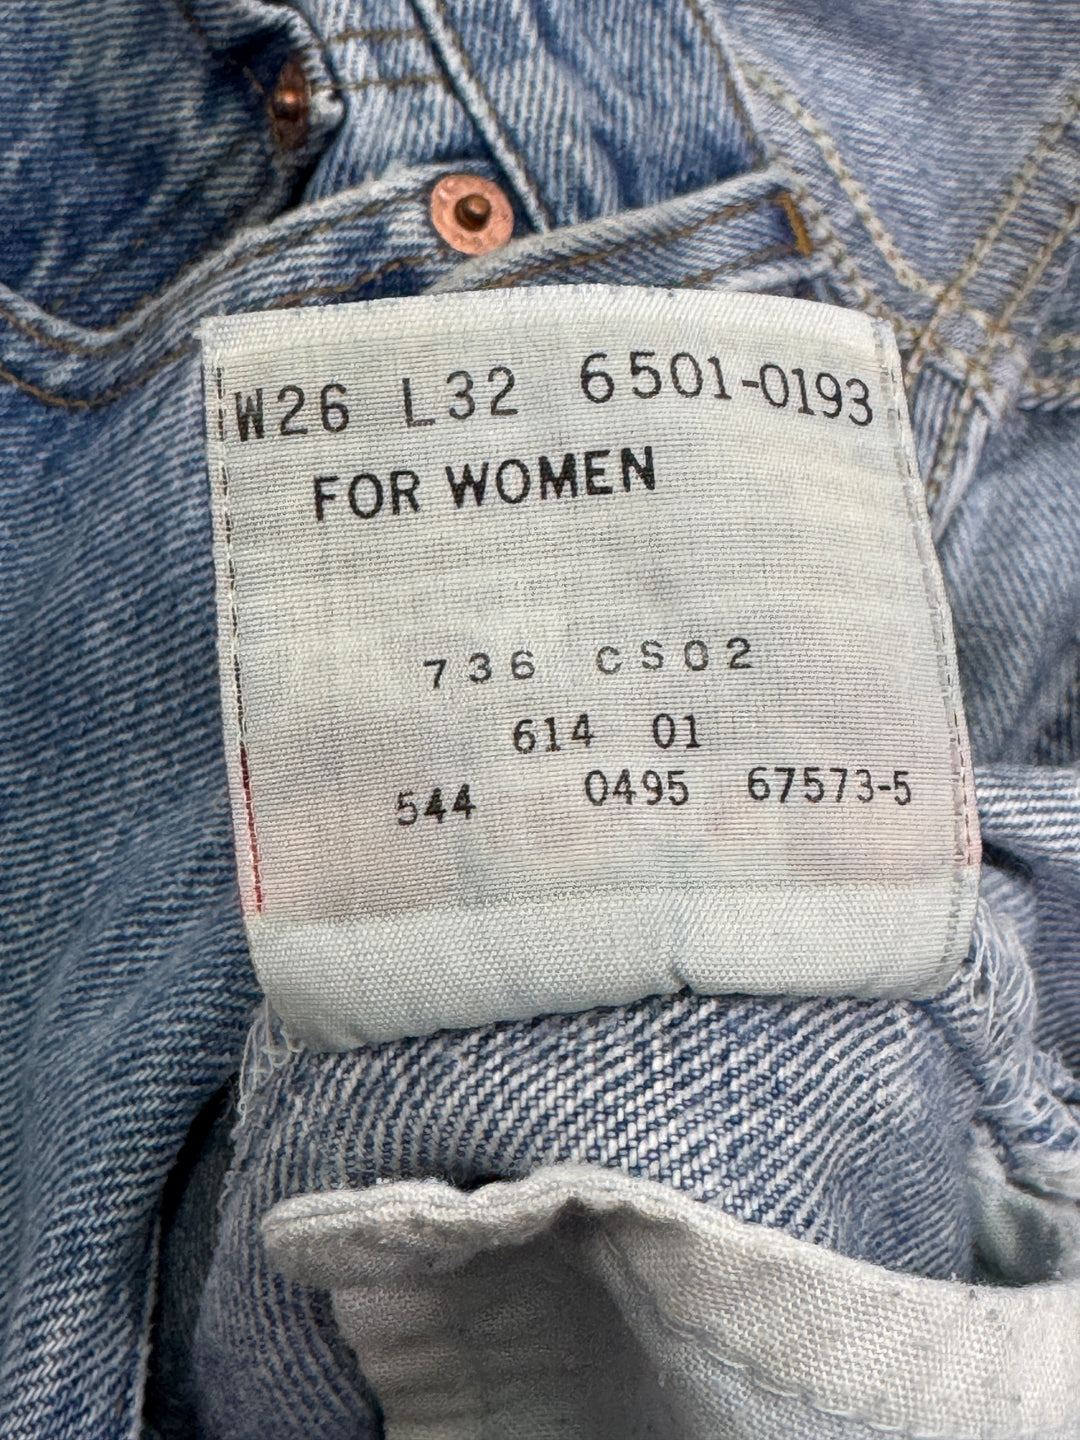 W26 L32 6501-0193
FOR WOMEN
736 CS02
614 01
544 0495 67573-5